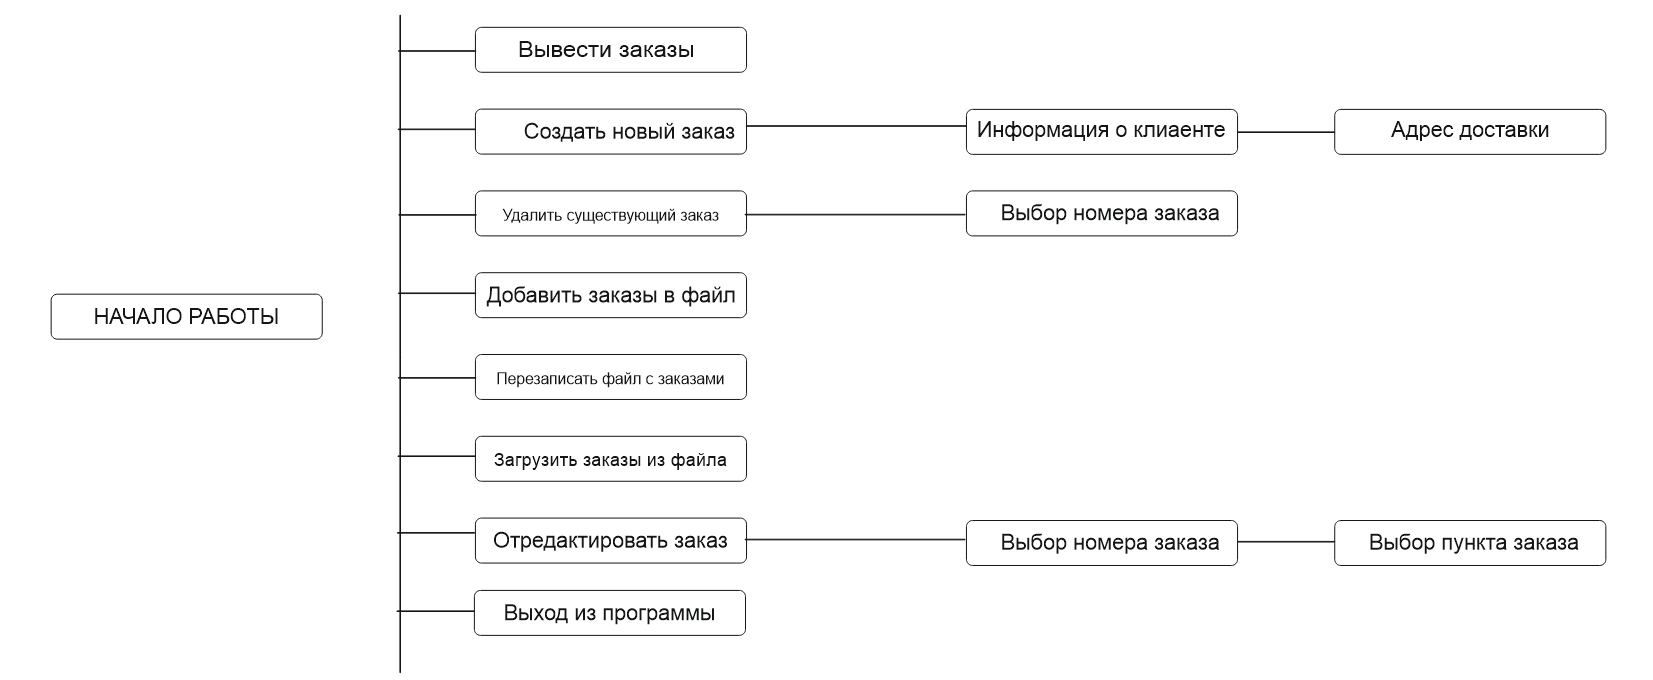 Вывести заказы
Создать новый заказ
Информация о клиаенте
Адрес доставки
Удалить существующий заказ
Выбор номера заказа
Добавить заказы в файл
НАЧАЛО РАБОТЫ
Перезаписать файл с заказами
Загрузить заказы из файла
Отредактировать заказ
Выбор номера заказа
Выбор пункта заказа
Выход из программы